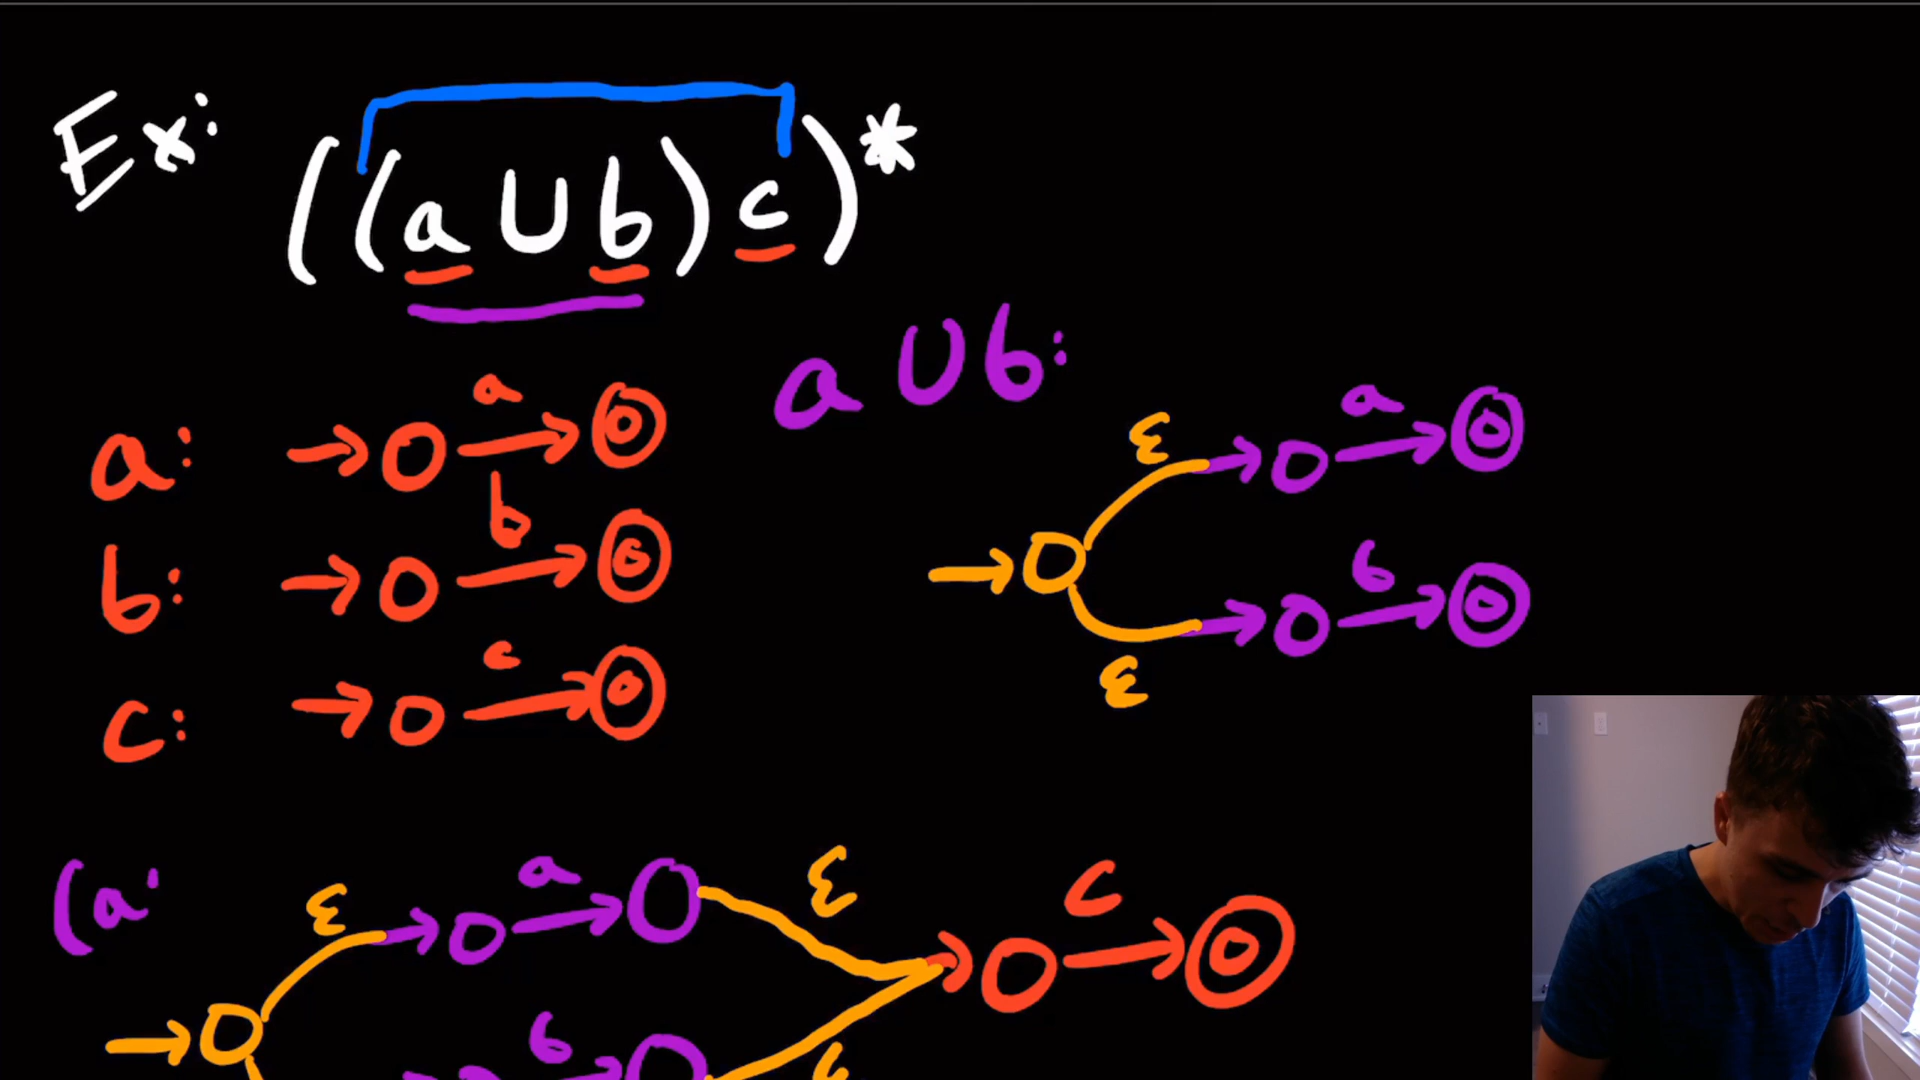 Ex: ((a ∪ b) c)*
a ∪ b:
a: a
b: b
c: c
ε a
ε b
(a
ε a ε c
b ε